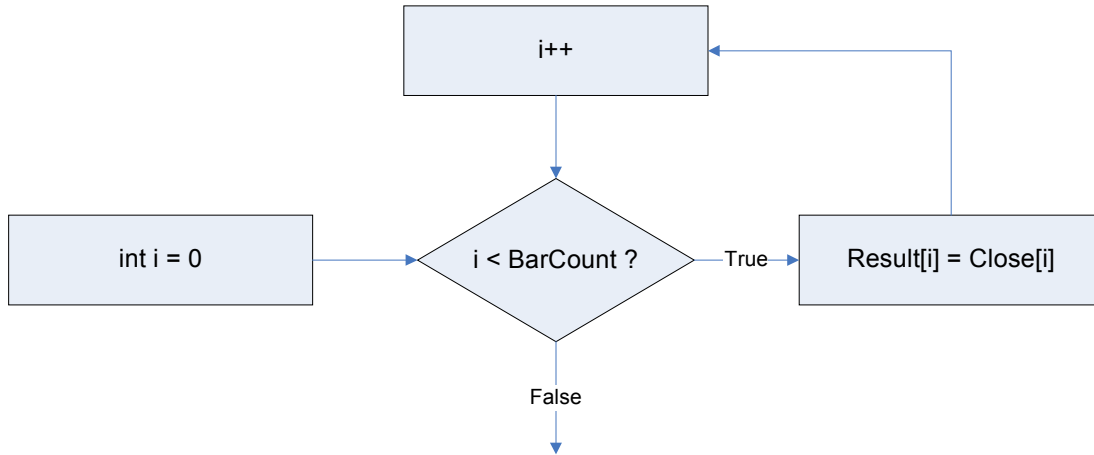 i++
int i = 0
i < BarCount ?
True
Result[i] = Close[i]
False